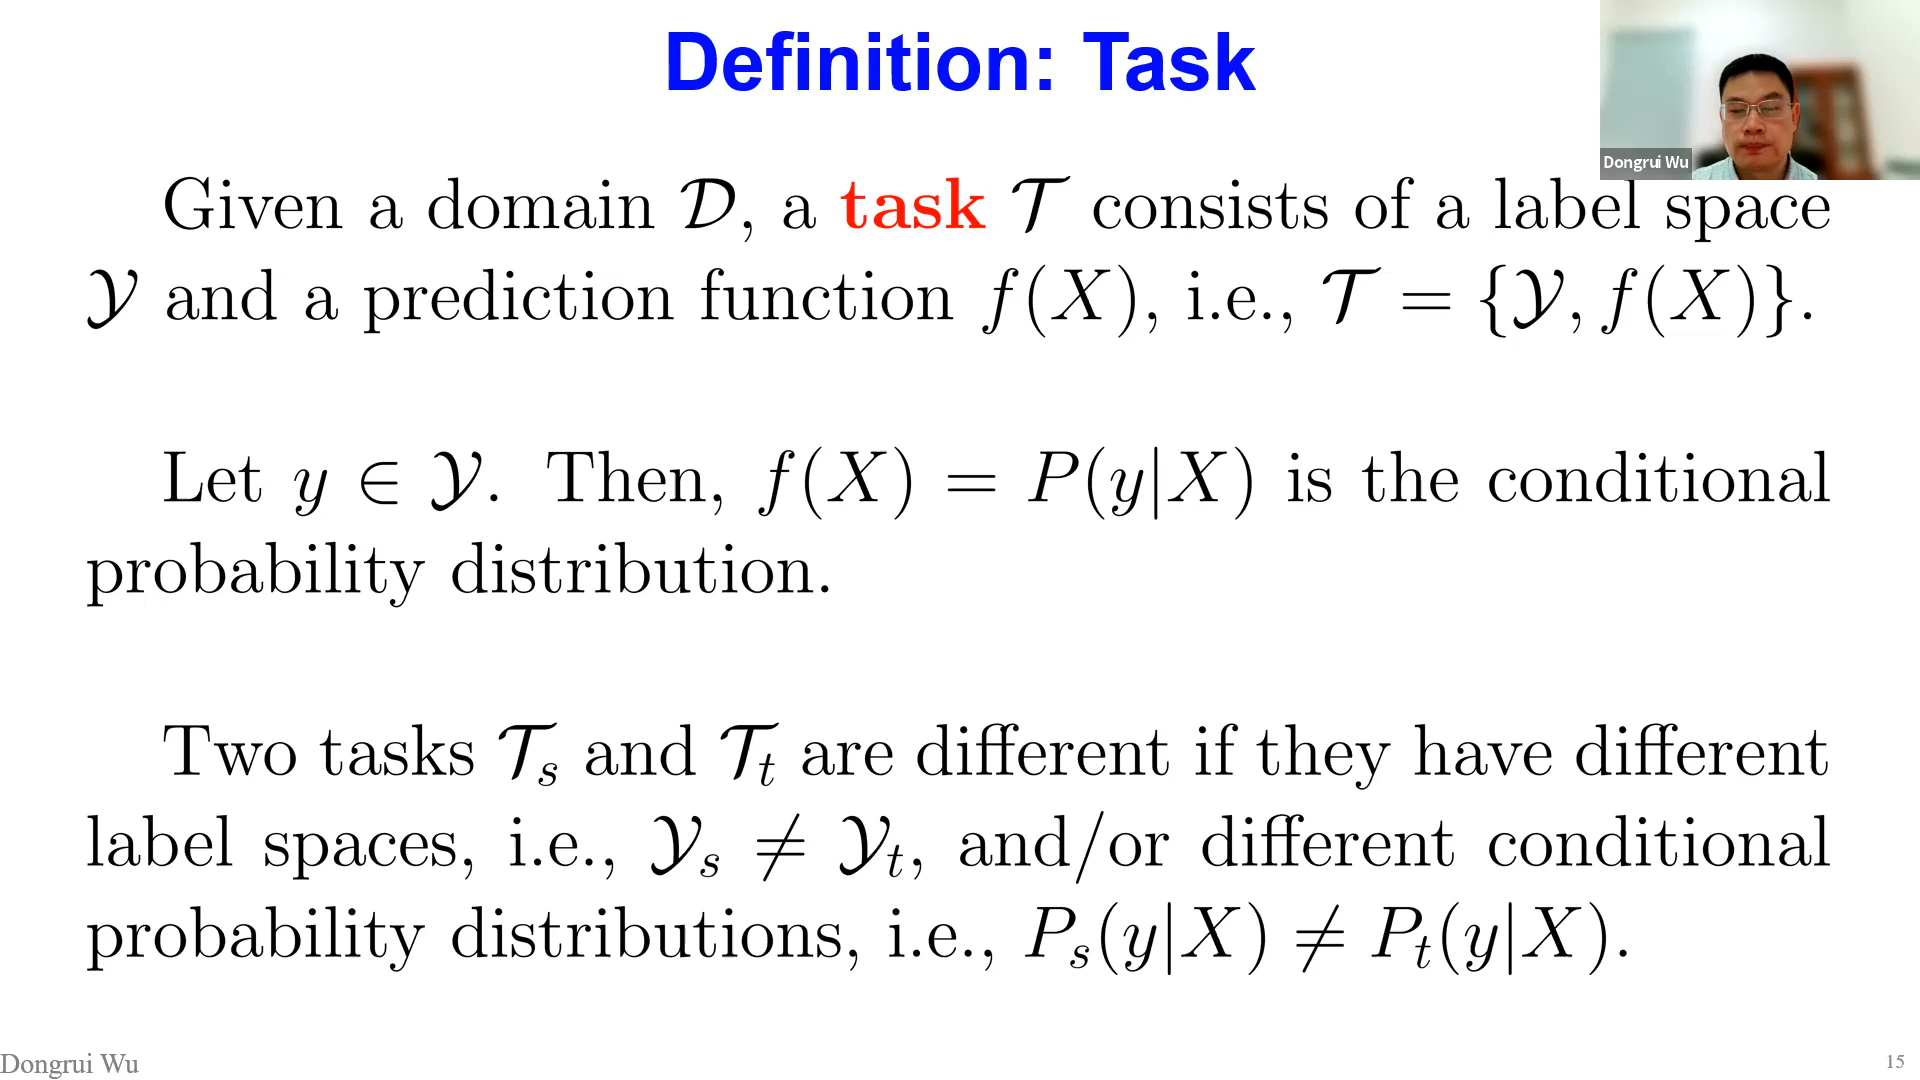 Definition: Task
Dongrui Wu
Given a domain 𝒟, a task 𝒯 consists of a label space
𝒴 and a prediction function f(X), i.e., 𝒯 = {𝒴, f(X)}.
Let y ∈ 𝒴. Then, f(X) = P(y|X) is the conditional
probability distribution.
Two tasks 𝒯ₛ and 𝒯ₜ are different if they have different
label spaces, i.e., 𝒴ₛ ≠ 𝒴ₜ, and/or different conditional
probability distributions, i.e., Pₛ(y|X) ≠ Pₜ(y|X).
Dongrui Wu
15